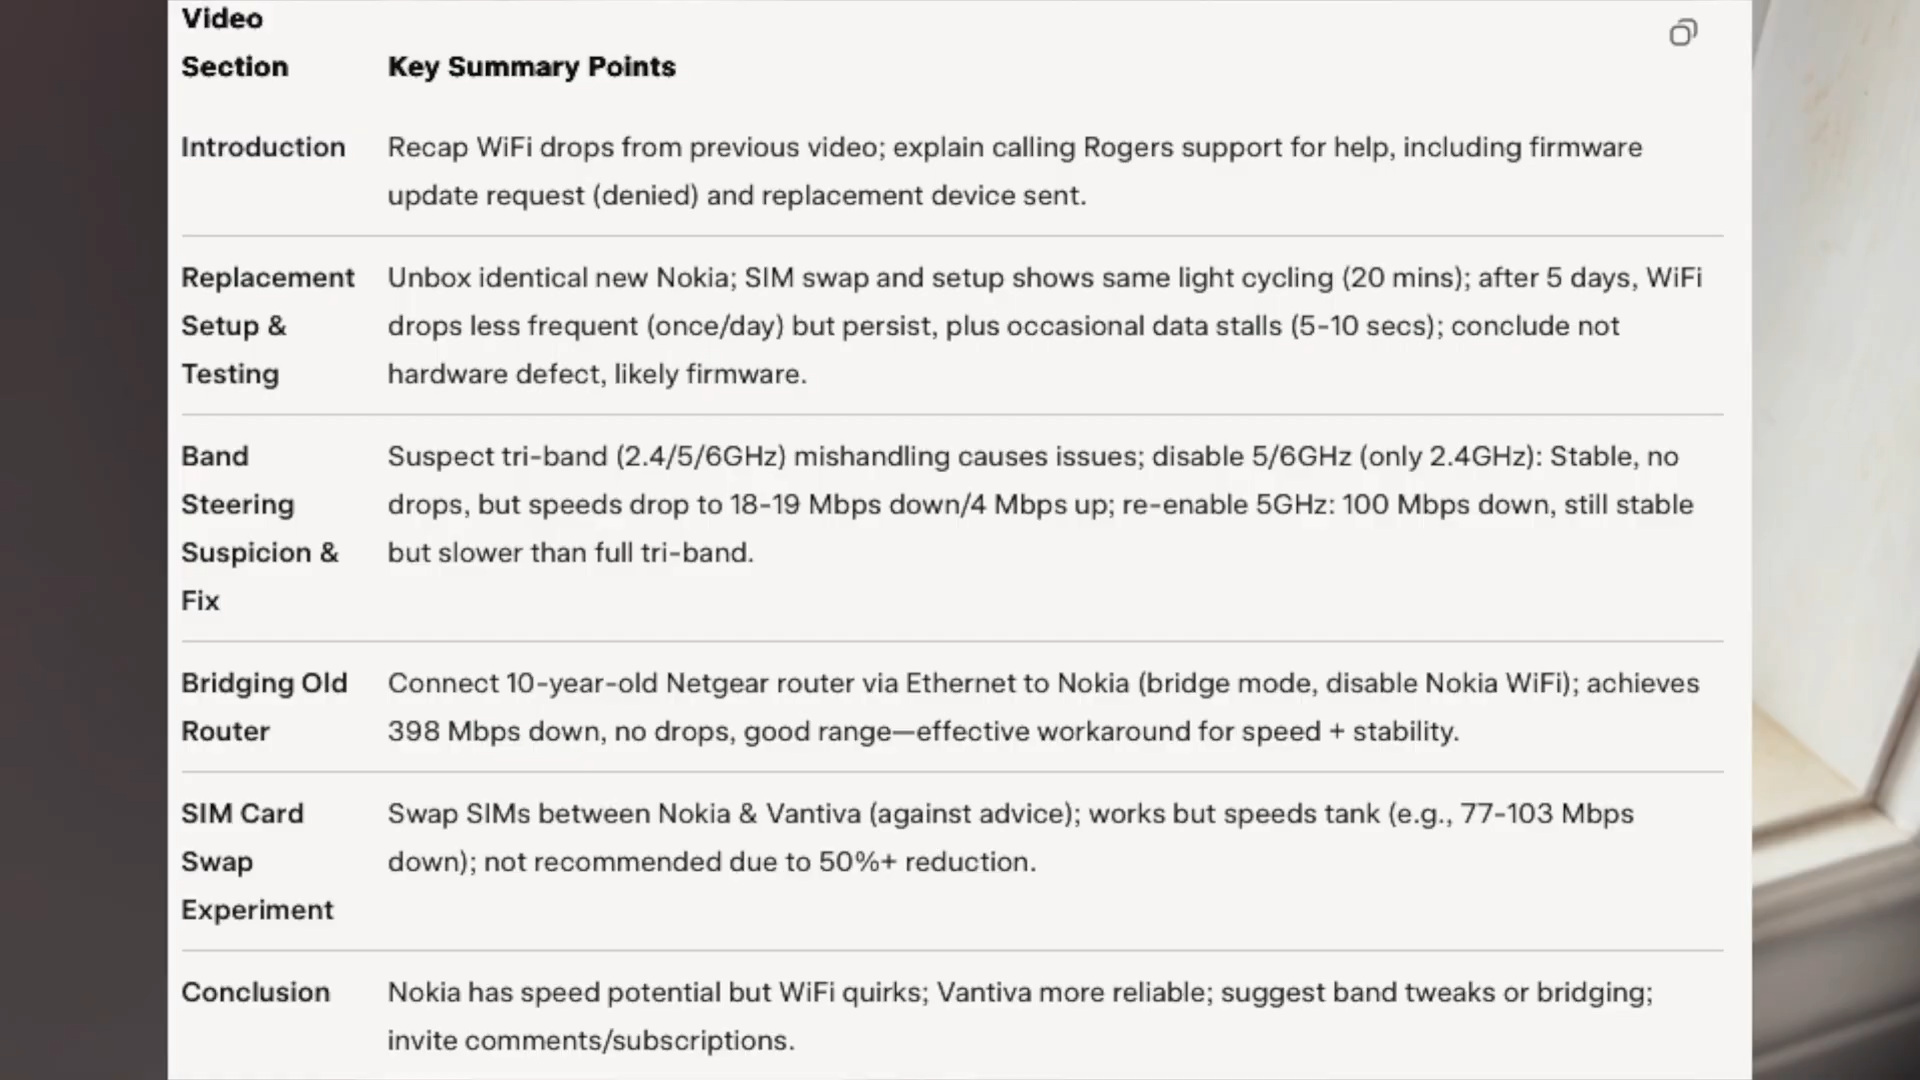 Video
Section
Key Summary Points
Introduction
Recap WiFi drops from previous video; explain calling Rogers support for help, including firmware
update request (denied) and replacement device sent.
Replacement
Setup &
Testing
Unbox identical new Nokia; SIM swap and setup shows same light cycling (20 mins); after 5 days, WiFi
drops less frequent (once/day) but persist, plus occasional data stalls (5-10 secs); conclude not
hardware defect, likely firmware.
Band
Steering
Suspicion &
Fix
Suspect tri-band (2.4/5/6GHz) mishandling causes issues; disable 5/6GHz (only 2.4GHz): Stable, no
drops, but speeds drop to 18-19 Mbps down/4 Mbps up; re-enable 5GHz: 100 Mbps down, still stable
but slower than full tri-band.
Bridging Old
Router
Connect 10-year-old Netgear router via Ethernet to Nokia (bridge mode, disable Nokia WiFi); achieves
398 Mbps down, no drops, good range—effective workaround for speed + stability.
SIM Card
Swap
Experiment
Swap SIMs between Nokia & Vantiva (against advice); works but speeds tank (e.g., 77-103 Mbps
down); not recommended due to 50%+ reduction.
Conclusion
Nokia has speed potential but WiFi quirks; Vantiva more reliable; suggest band tweaks or bridging;
invite comments/subscriptions.